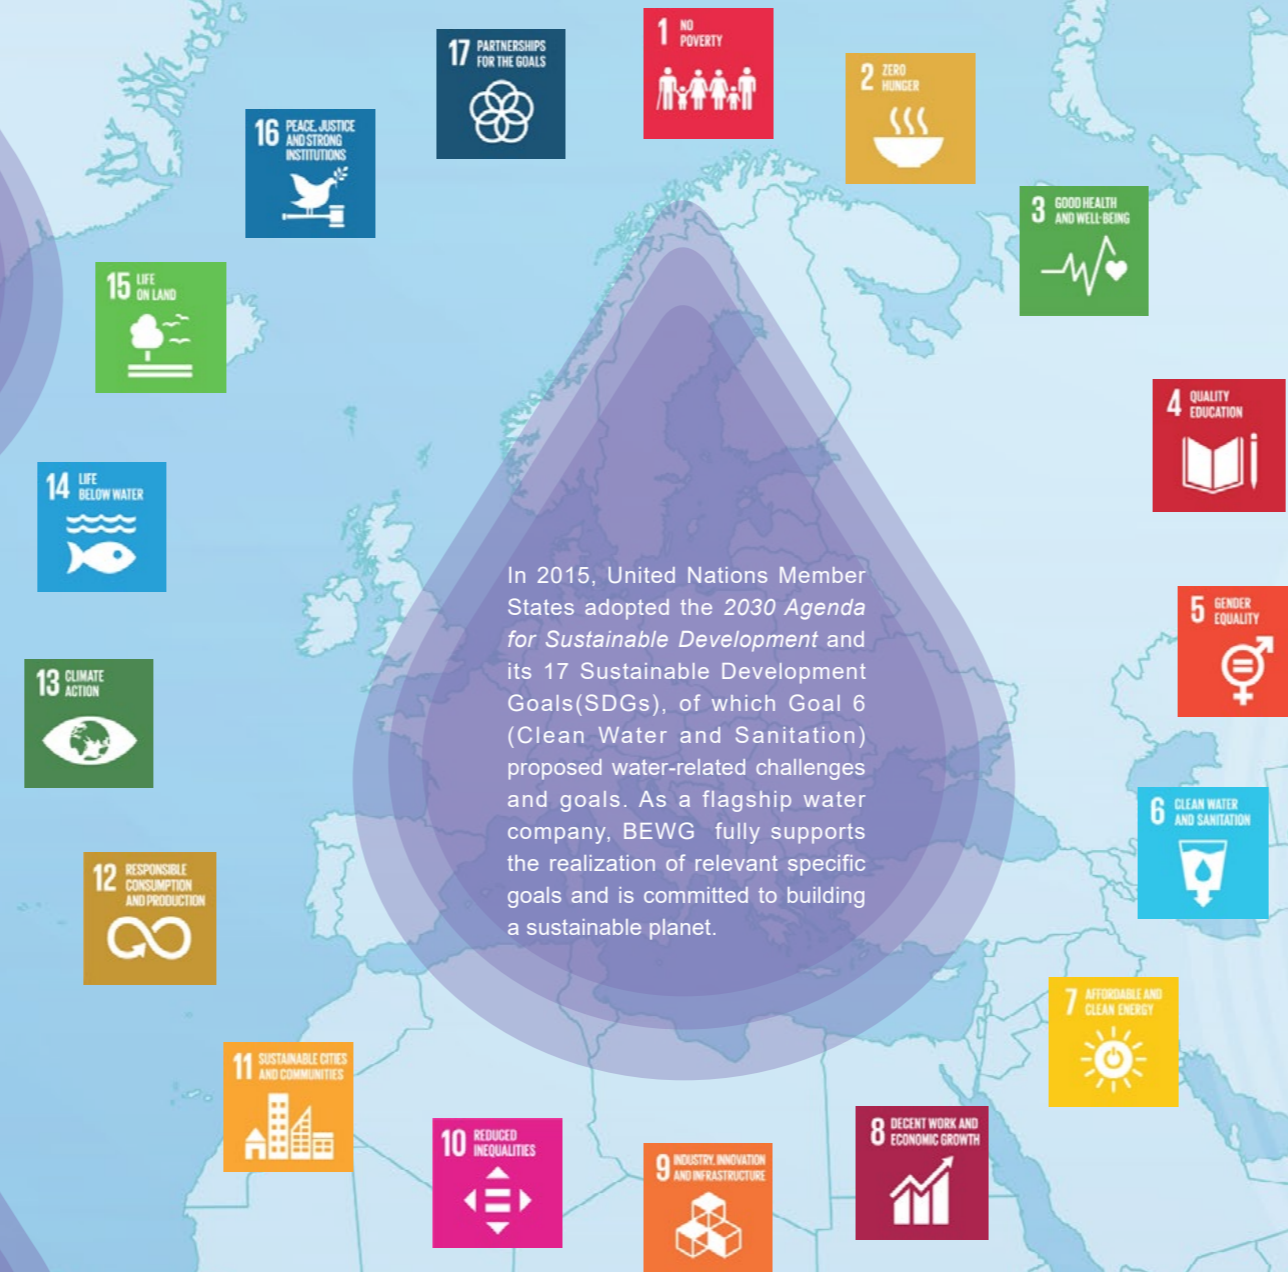 1 NO
POVERTY
17 PARTNERSHIPS
FOR THE GOALS
2 ZERO
HUNGER
16 PEACE, JUSTICE
AND STRONG
INSTITUTIONS
3 GOOD HEALTH
AND WELL-BEING
15 LIFE
ON LAND
4 QUALITY
EDUCATION
14 LIFE
BELOW WATER
In 2015, United Nations Member
States adopted the 2030 Agenda
for Sustainable Development and
its 17 Sustainable Development
Goals(SDGs), of which Goal 6
(Clean Water and Sanitation)
proposed water-related challenges
and goals. As a flagship water
company, BEWG fully supports
the realization of relevant specific
goals and is committed to building
a sustainable planet.
5 GENDER
EQUALITY
13 CLIMATE
ACTION
6 CLEAN WATER
AND SANITATION
12 RESPONSIBLE
CONSUMPTION
AND PRODUCTION
7 AFFORDABLE AND
CLEAN ENERGY
11 SUSTAINABLE CITIES
AND COMMUNITIES
8 DECENT WORK AND
ECONOMIC GROWTH
10 REDUCED
INEQUALITIES
9 INDUSTRY, INNOVATION
AND INFRASTRUCTURE